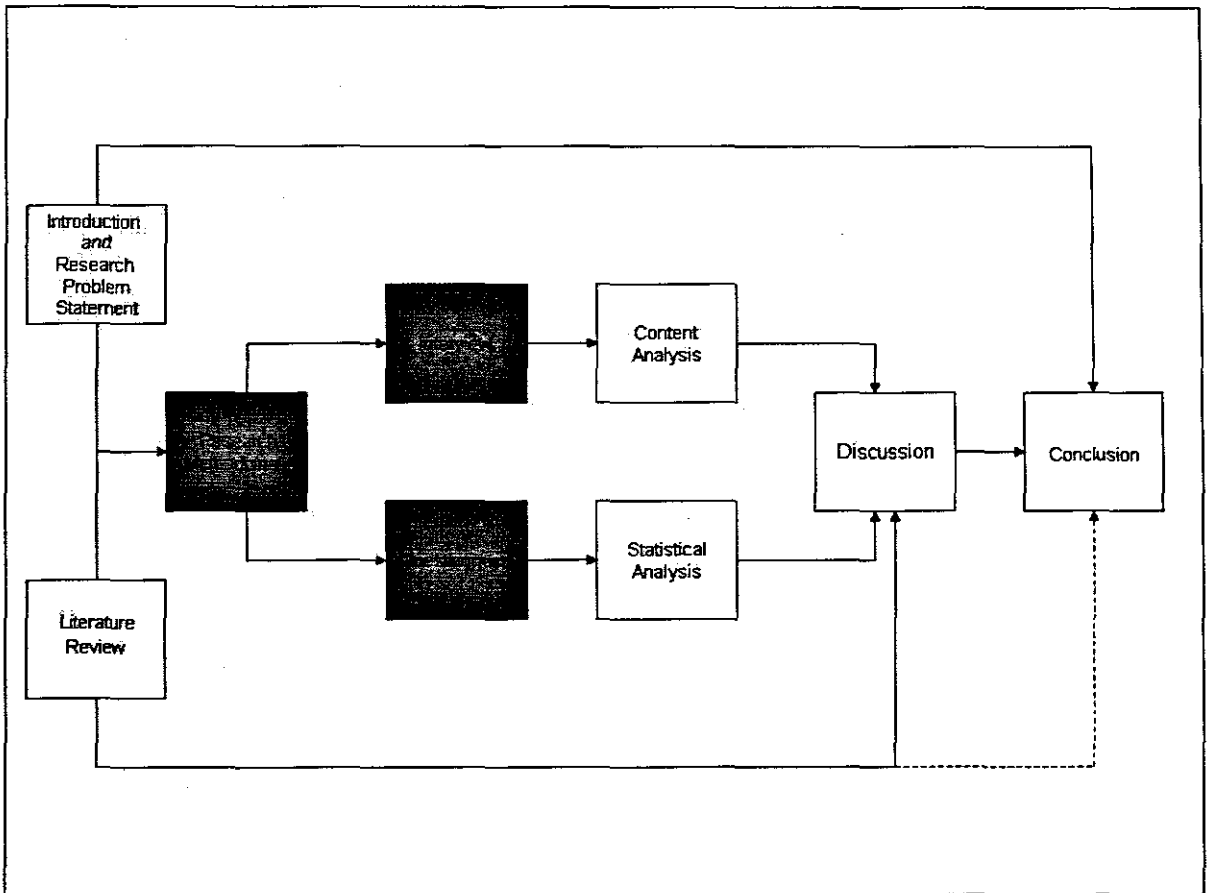 Introduction
and
Research
Problem
Statement
Content
Analysis
Discussion
Conclusion
Statistical
Analysis
Literature
Review